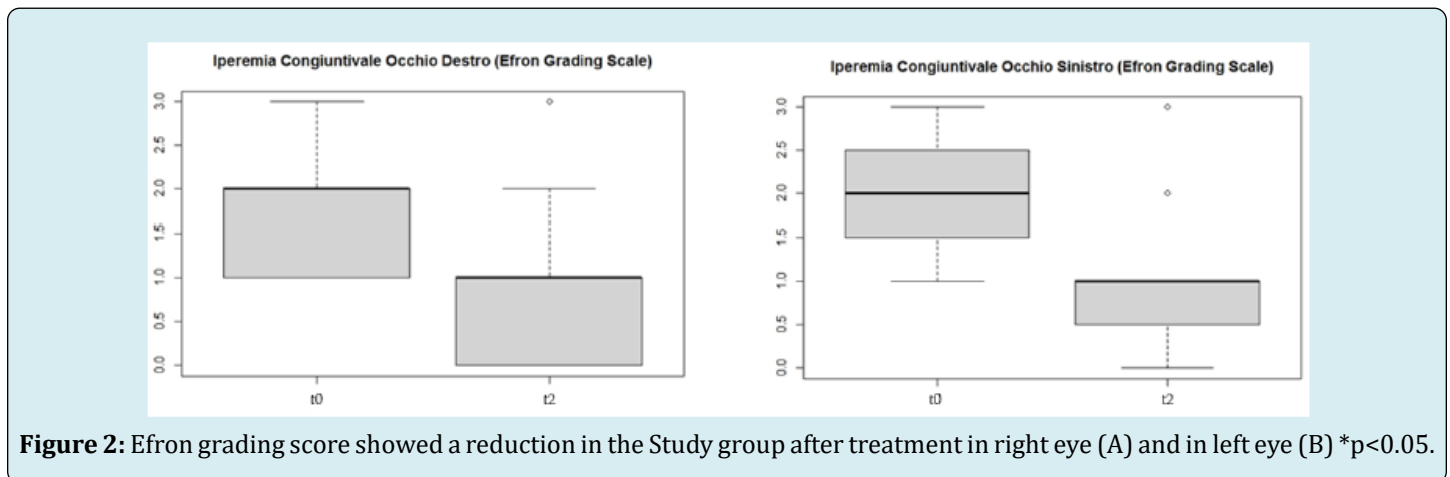 Iperemia Congiuntivale Occhio Destro (Efron Grading Scale)
3.0
2.5
2.0
1.5
1.0
0.5
0.0
t0
t2
Iperemia Congiuntivale Occhio Sinistro (Efron Grading Scale)
3.0
2.5
2.0
1.5
1.0
0.5
0.0
t0
t2
Figure 2: Efron grading score showed a reduction in the Study group after treatment in right eye (A) and in left eye (B) *p<0.05.